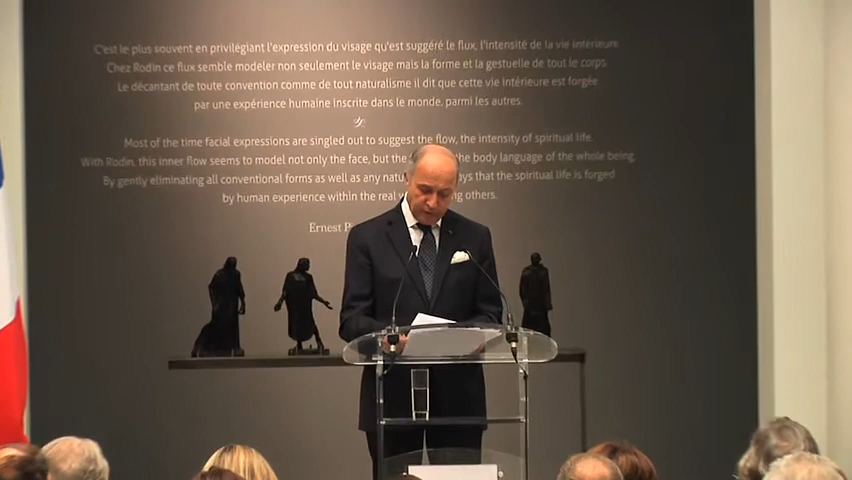 C'est le plus souvent en privilégiant l'expression du visage qu'est suggéré le flux, l'intensité de la vie intérieure.
Chez Rodin ce flux semble modeler non seulement le visage mais la forme et la gestuelle de tout le corps.
Le décantant de toute convention comme de tout naturalisme il dit que cette vie intérieure est forgée
par une expérience humaine inscrite dans le monde, parmi les autres.
Most of the time facial expressions are singled out to suggest the flow, the intensity of spiritual life.
With Rodin, this inner flow seems to model not only the face, but the body language of the whole being.
By gently eliminating all conventional forms as well as any that the spiritual life is forged
by human experience within the real among others.
Ernest